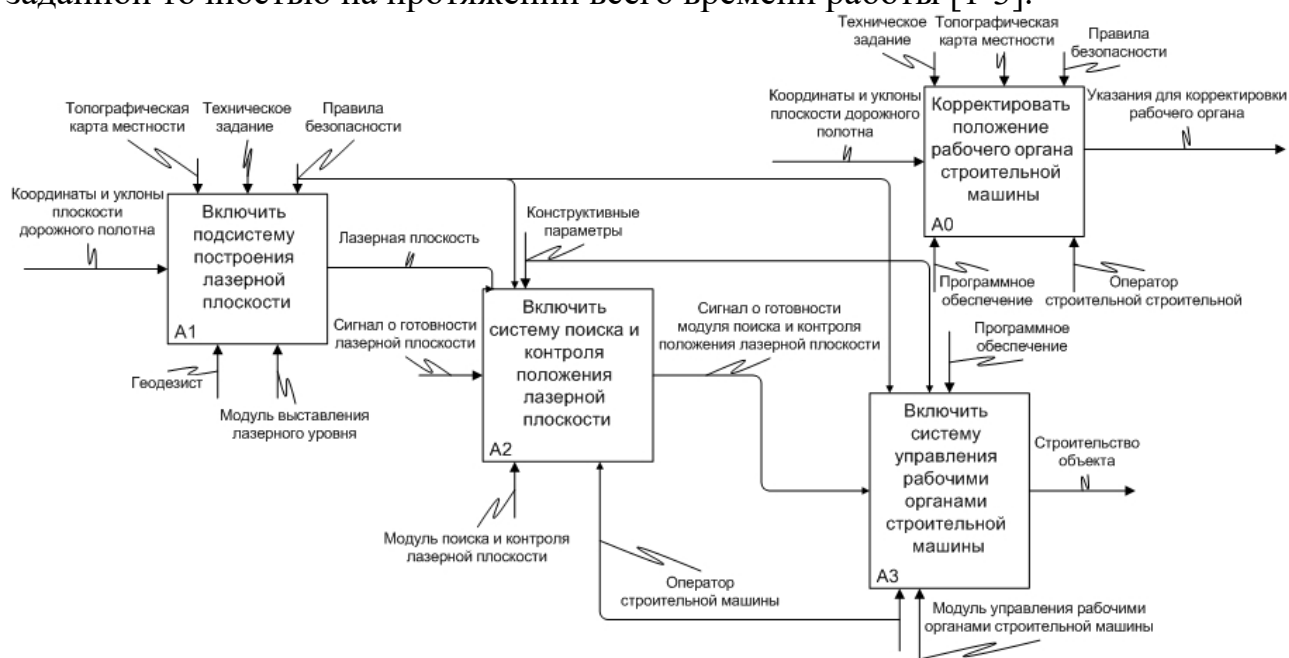 заданной точностью на протяжении всего времени работы [1-3].
Техническое
задание
Топографическая
карта местности
Правила
безопасности
Координаты и уклоны
плоскости дорожного
полотна
Корректировать
положение
рабочего органа
строительной
машины
A0
Указания для корректировки
рабочего органа
Программное
обеспечение
Оператор
строительной строительной
Топографическая
карта местности
Техническое
задание
Правила
безопасности
Координаты и уклоны
плоскости
дорожного полотна
Включить
подсистему
построения
лазерной
плоскости
A1
Геодезист
Модуль выставления
лазерного уровня
Лазерная плоскость
Конструктивные
параметры
Сигнал о готовности
лазерной плоскости
Включить
систему поиска и
контроля
положения
лазерной
плоскости
A2
Модуль поиска и контроля
лазерной плоскости
Сигнал о готовности
модуля поиска и контроля
положения лазерной плоскости
Оператор
строительной машины
Программное
обеспечение
Включить
систему
управления
рабочими
органами
строительной
машины
A3
Строительство
объекта
Модуль управления рабочими
органами строительной машины